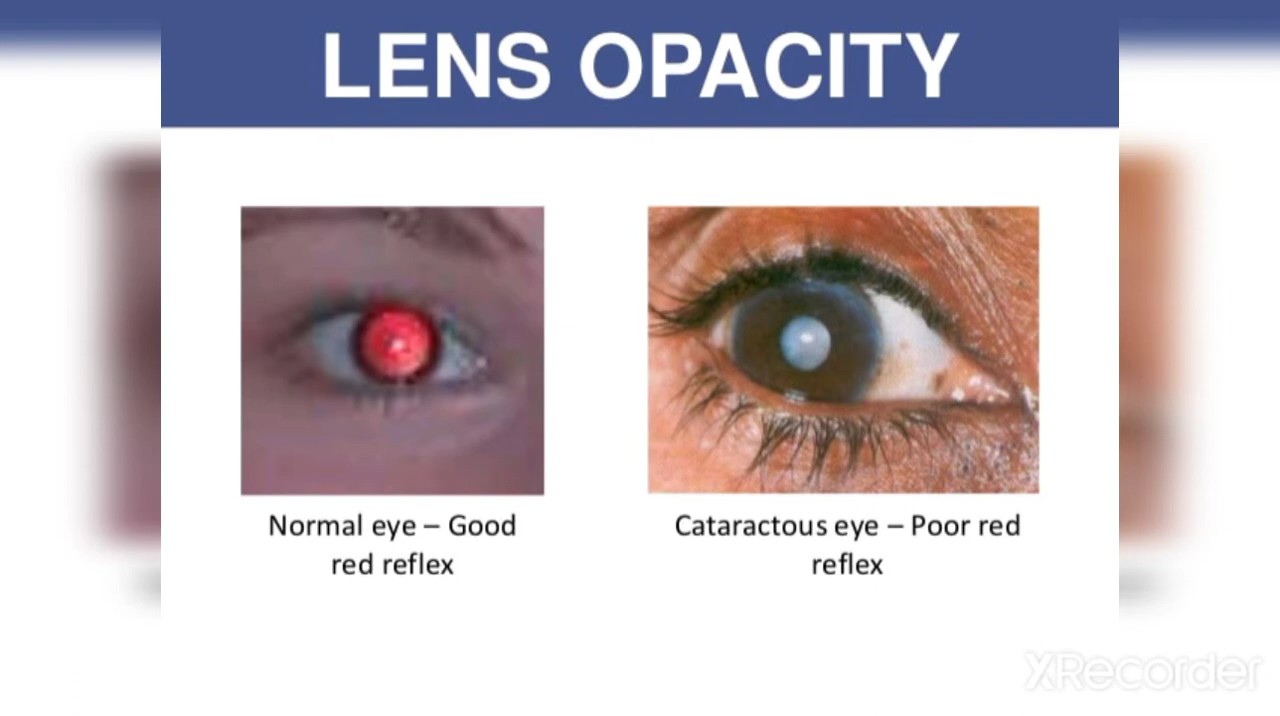 LENS OPACITY
Normal eye – Good
red reflex
Cataractous eye – Poor red
reflex
XRecorder